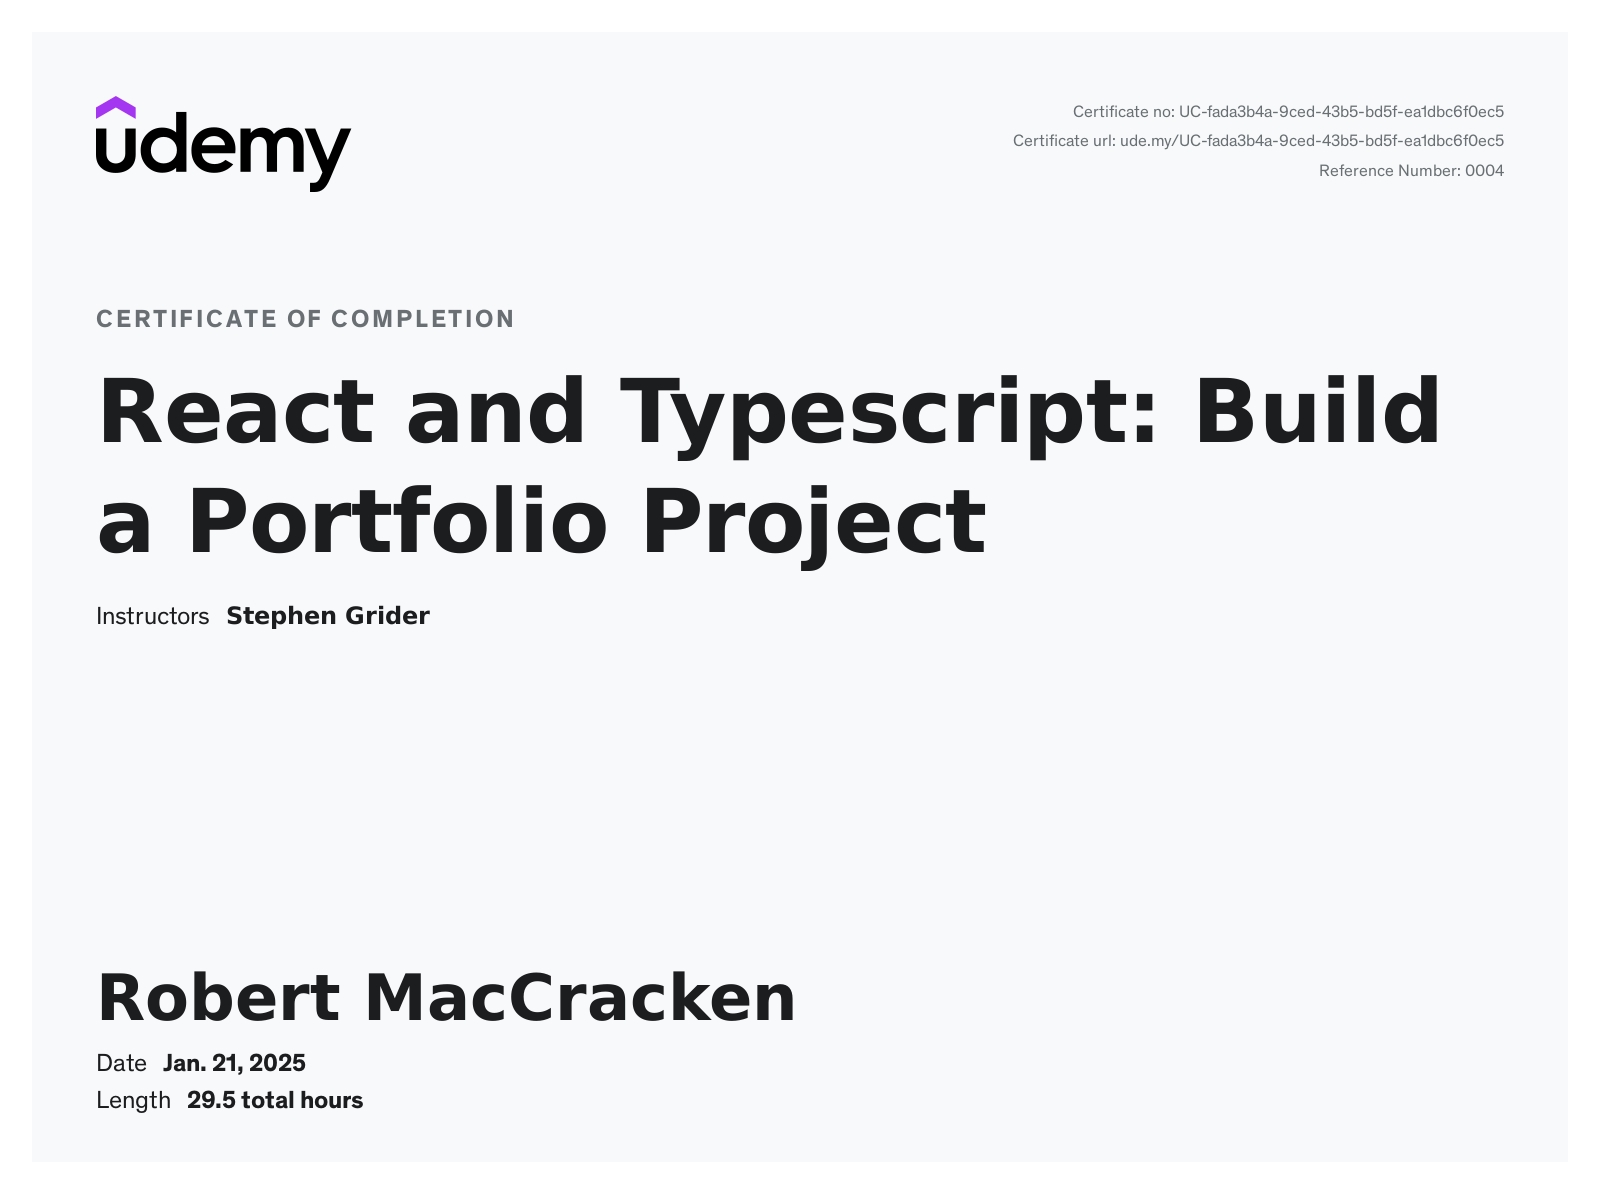 udemy
Certificate no: UC-fada3b4a-9ced-43b5-bd5f-ea1dbc6f0ec5
Certificate url: ude.my/UC-fada3b4a-9ced-43b5-bd5f-ea1dbc6f0ec5
Reference Number: 0004
CERTIFICATE OF COMPLETION
React and Typescript: Build
a Portfolio Project
Instructors Stephen Grider
Robert MacCracken
Date Jan. 21, 2025
Length 29.5 total hours